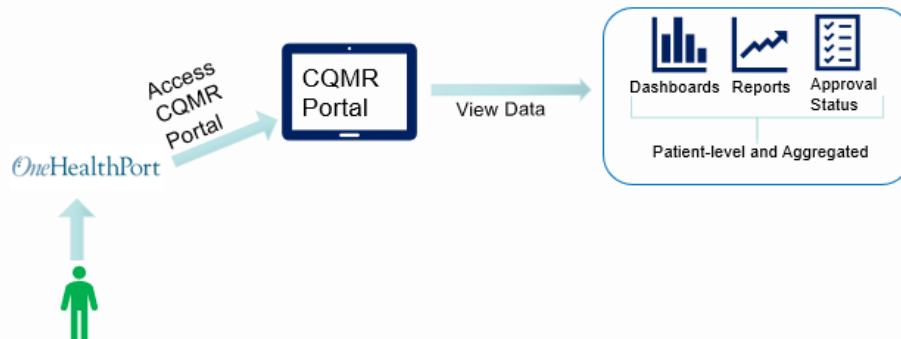 OneHealthPort
Access
CQMR
Portal
CQMR
Portal
View Data
Dashboards
Reports
Approval
Status
Patient-level and Aggregated